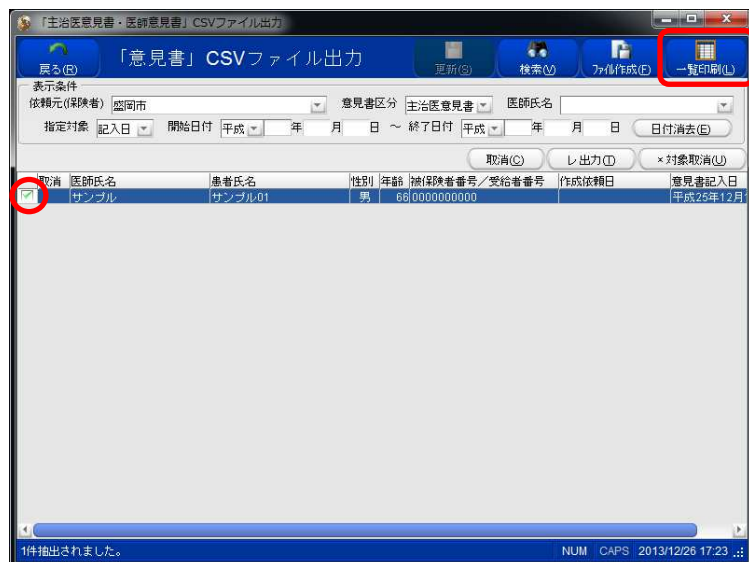 「主治医意見書・医師意見書」CSVファイル出力
戻る(R) 「意見書」CSVファイル出力 更新(S) 検索(V) ファイル作成(F) 一覧印刷(L)
表示条件
依頼元(保険者) 盛岡市 意見書区分 主治医意見書 医師氏名
指定対象 記入日 開始日付 平成 年 月 日 ~ 終了日付 平成 年 月 日 日付消去(E)
取消(C) レ出力(I) ×対象取消(U)
取消 医師氏名 患者氏名 性別 年齢 被保険者番号/受給者番号 作成依頼日 意見書記入日
サンプル サンプル01 男 66 0000000000 平成25年12月
1件抽出されました。 NUM CAPS 2013/12/26 17:23